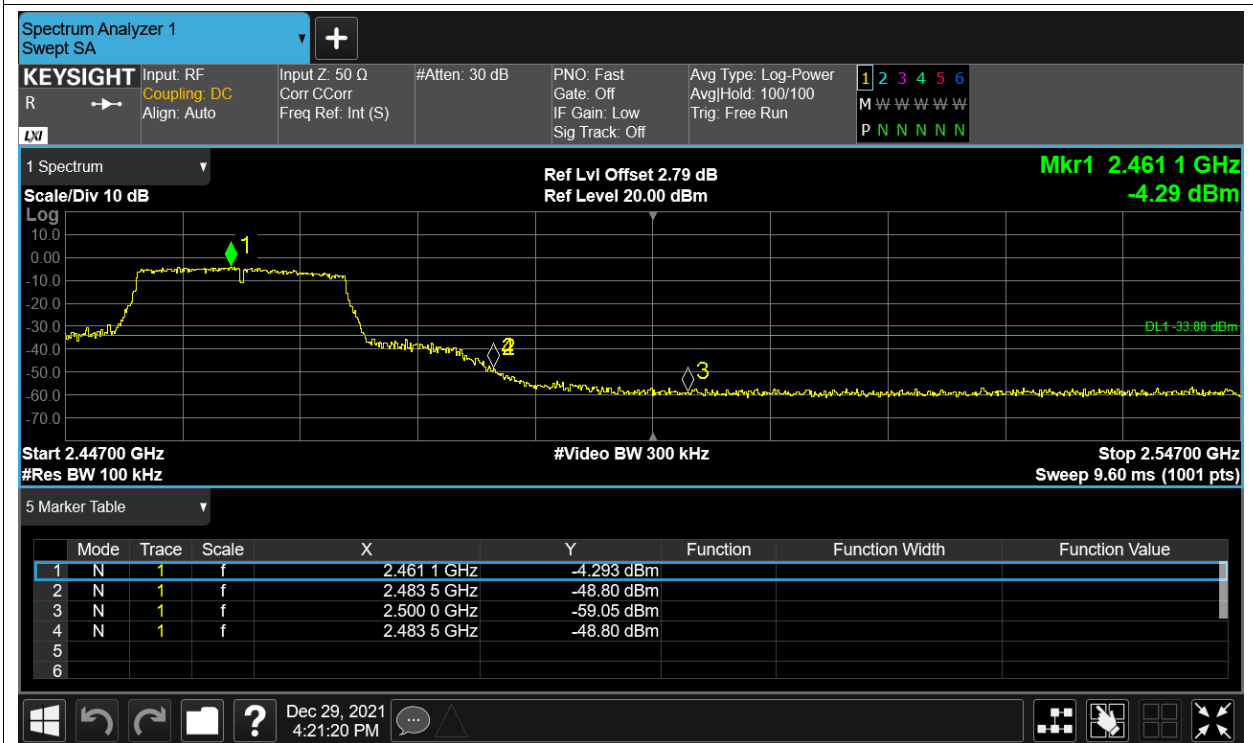 Spectrum Analyzer 1
Swept SA
KEYSIGHT
R
LXI
Input: RF
Coupling: DC
Align: Auto
Input Z: 50 Ω
Corr CCorr
Freq Ref: Int (S)
#Atten: 30 dB
PNO: Fast
Gate: Off
IF Gain: Low
Sig Track: Off
Avg Type: Log-Power
Avg|Hold: 100/100
Trig: Free Run
1 2 3 4 5 6
M W W W W W
P N N N N N
1 Spectrum
Scale/Div 10 dB
Ref Lvl Offset 2.79 dB
Ref Level 20.00 dBm
Mkr1 2.461 1 GHz
-4.29 dBm
Log
10.0
0.00
-10.0
-20.0
-30.0
-40.0
-50.0
-60.0
-70.0
1
2
3
DL1 -33.88 dBm
Start 2.44700 GHz
#Res BW 100 kHz
#Video BW 300 kHz
Stop 2.54700 GHz
Sweep 9.60 ms (1001 pts)
5 Marker Table
Mode Trace Scale X Y Function Function Width Function Value
1 N 1 f 2.461 1 GHz -4.293 dBm
2 N 1 f 2.483 5 GHz -48.80 dBm
3 N 1 f 2.500 0 GHz -59.05 dBm
4 N 1 f 2.483 5 GHz -48.80 dBm
5
6
?
Dec 29, 2021
4:21:20 PM